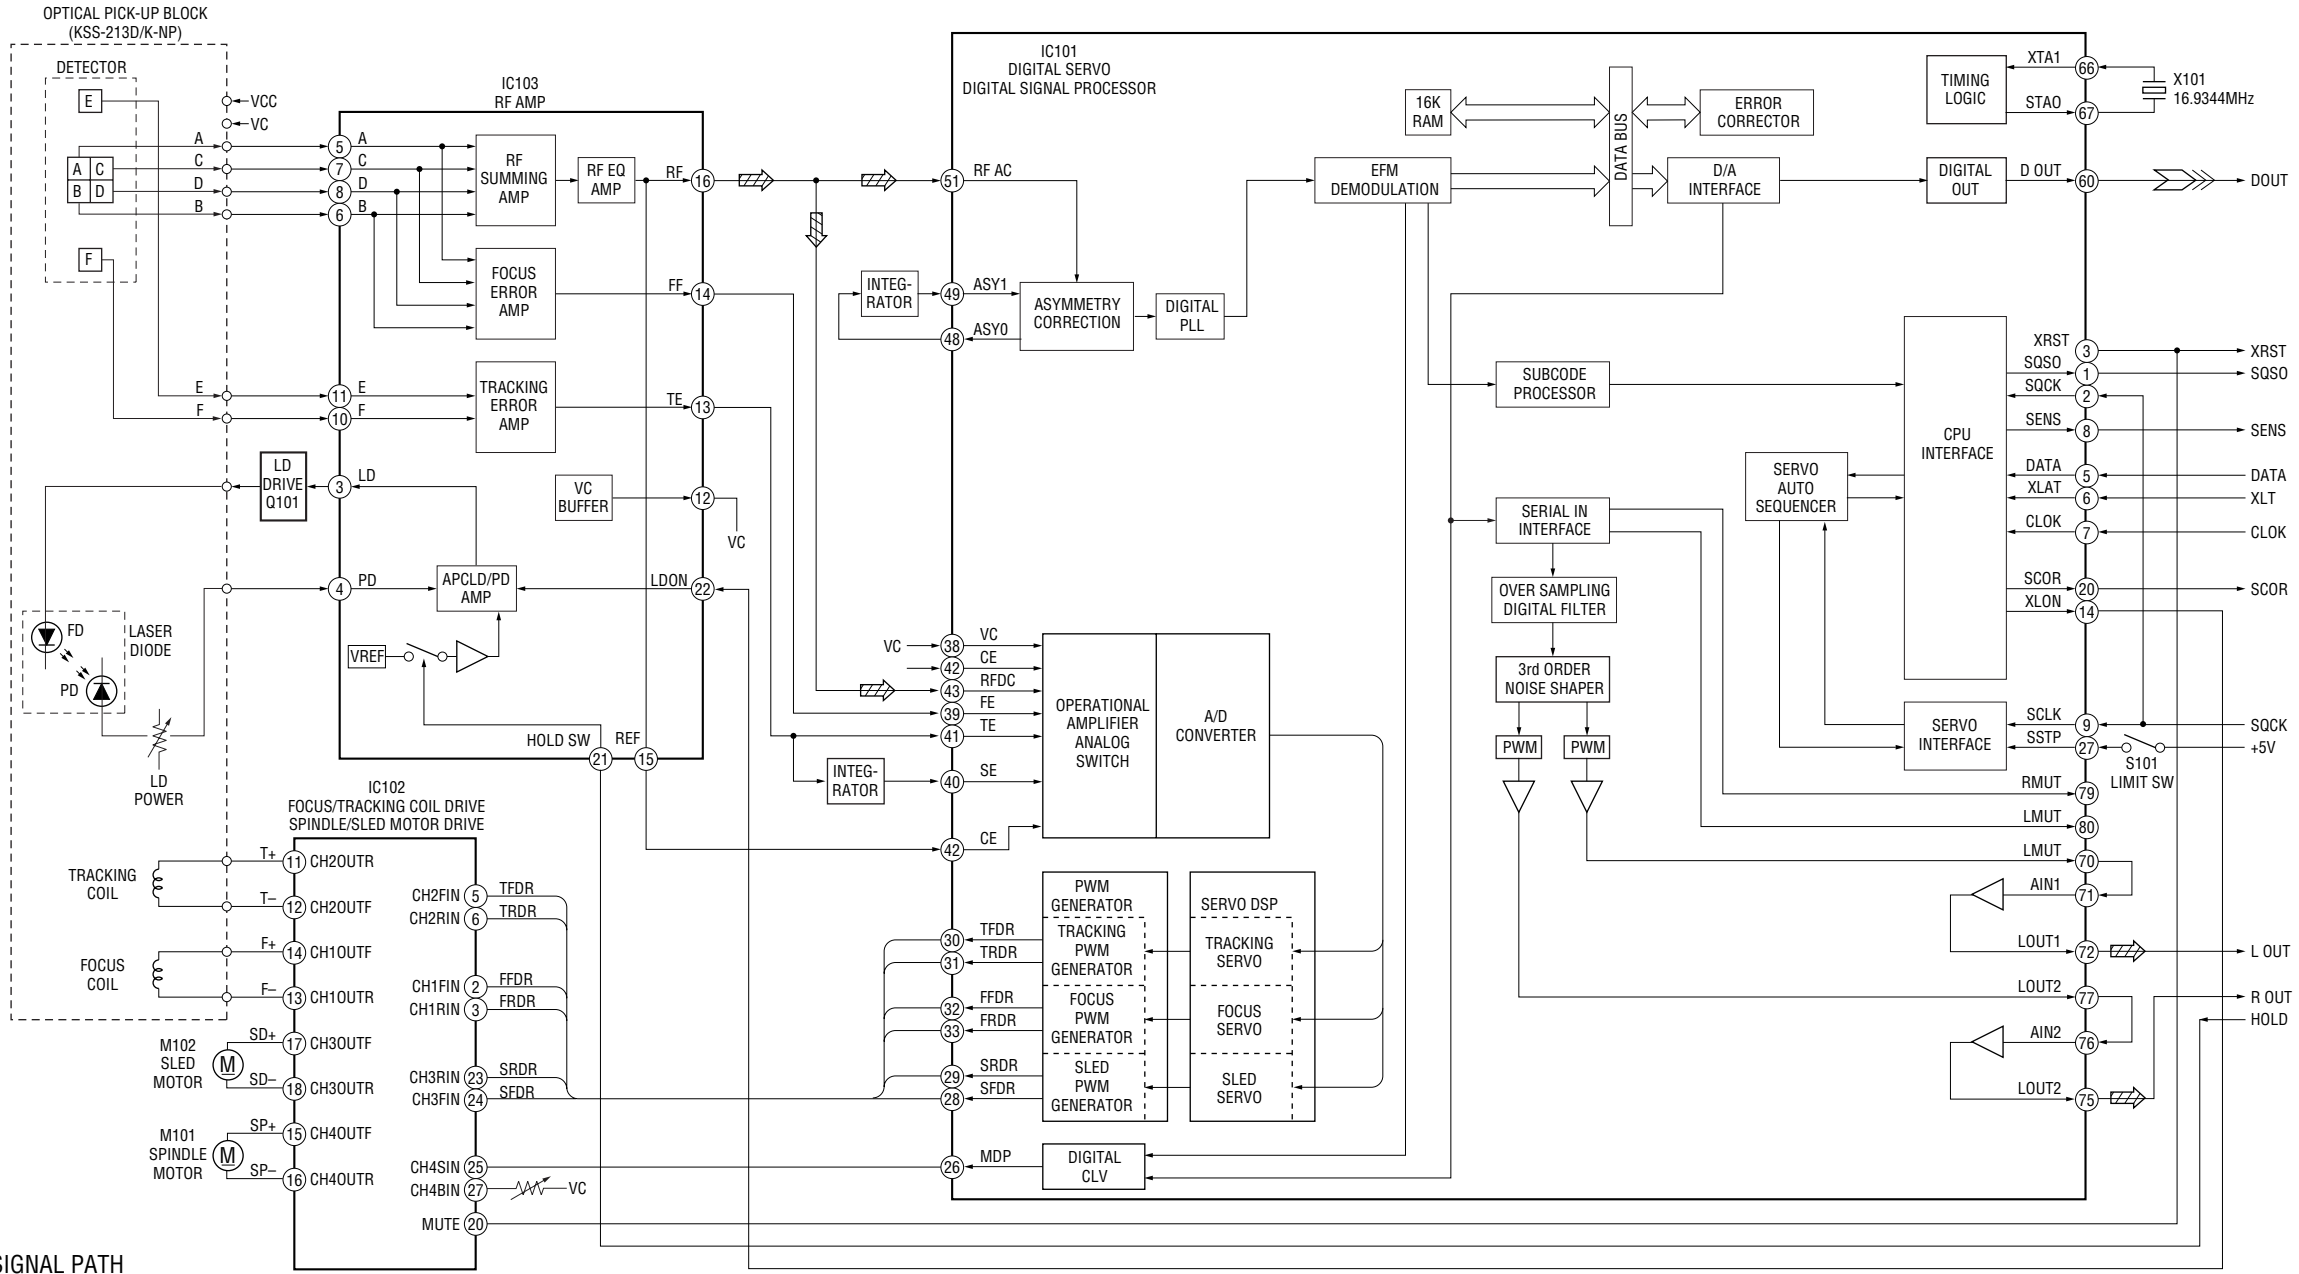 OPTICAL PICK-UP BLOCK
(KSS-213D/K-NP)
DETECTOR
E
A C
B D
F
VCC
VC
A
C
D
B
E
F
LD
DRIVE
Q101
FD
PD
LASER
DIODE
LD
POWER
TRACKING
COIL
FOCUS
COIL
T+
T–
F+
F–
M102
SLED
MOTOR
M
SD+
SD–
M101
SPINDLE
MOTOR
M
SP+
SP–
IC103
RF AMP
5 A
7 C
8 D
6 B
11 E
10 F
3 LD
4 PD
RF
SUMMING
AMP
RF EQ
AMP
RF 16
FOCUS
ERROR
AMP
FF 14
TRACKING
ERROR
AMP
TE 13
VC
BUFFER
12
VC
APCLD/PD
AMP
LDON 22
VREF
HOLD SW
21
REF
15
IC102
FOCUS/TRACKING COIL DRIVE
SPINDLE/SLED MOTOR DRIVE
11 CH2OUTR
12 CH2OUTF
14 CH1OUTF
13 CH1OUTR
17 CH3OUTF
18 CH3OUTR
15 CH4OUTF
16 CH4OUTR
CH2FIN 5 TFDR
CH2RIN 6 TRDR
CH1FIN 2 FFDR
CH1RIN 3 FRDR
CH3RIN 23 SRDR
CH3FIN 24 SFDR
CH4SIN 25
CH4BIN 27 VC
MUTE 20
IC101
DIGITAL SERVO
DIGITAL SIGNAL PROCESSOR
51 RF AC
INTEG-
RATOR
49 ASY1
48 ASY0
ASYMMETRY
CORRECTION
DIGITAL
PLL
EFM
DEMODULATION
16K
RAM
DATA BUS
ERROR
CORRECTOR
D/A
INTERFACE
TIMING
LOGIC
XTA1 66
STAO 67
X101
16.9344MHz
DIGITAL
OUT
D OUT 60 DOUT
SUBCODE
PROCESSOR
SERIAL IN
INTERFACE
OVER SAMPLING
DIGITAL FILTER
3rd ORDER
NOISE SHAPER
PWM
PWM
SERVO
AUTO
SEQUENCER
CPU
INTERFACE
SERVO
INTERFACE
XRST 3 XRST
SQSO 1 SQSO
SQCK 2
SENS 8 SENS
DATA 5 DATA
XLAT 6 XLT
CLOK 7 CLOK
SCOR 20 SCOR
XLON 14
SCLK 9 SQCK
SSTP 27 +5V
S101
LIMIT SW
RMUT 79
LMUT 80
LMUT 70
AIN1 71
LOUT1 72 L OUT
LOUT2 77 R OUT
HOLD
AIN2 76
LOUT2 75
VC 38 VC
42 CE
43 RFDC
39 FE
41 TE
INTEG-
RATOR
40 SE
42 CE
OPERATIONAL
AMPLIFIER
ANALOG
SWITCH
A/D
CONVERTER
PWM
GENERATOR
TRACKING
PWM
GENERATOR
FOCUS
PWM
GENERATOR
SLED
PWM
GENERATOR
SERVO DSP
TRACKING
SERVO
FOCUS
SERVO
SLED
SERVO
30 TFDR
31 TRDR
32 FFDR
33 FRDR
29 SRDR
28 SFDR
26 MDP
DIGITAL
CLV
SIGNAL PATH